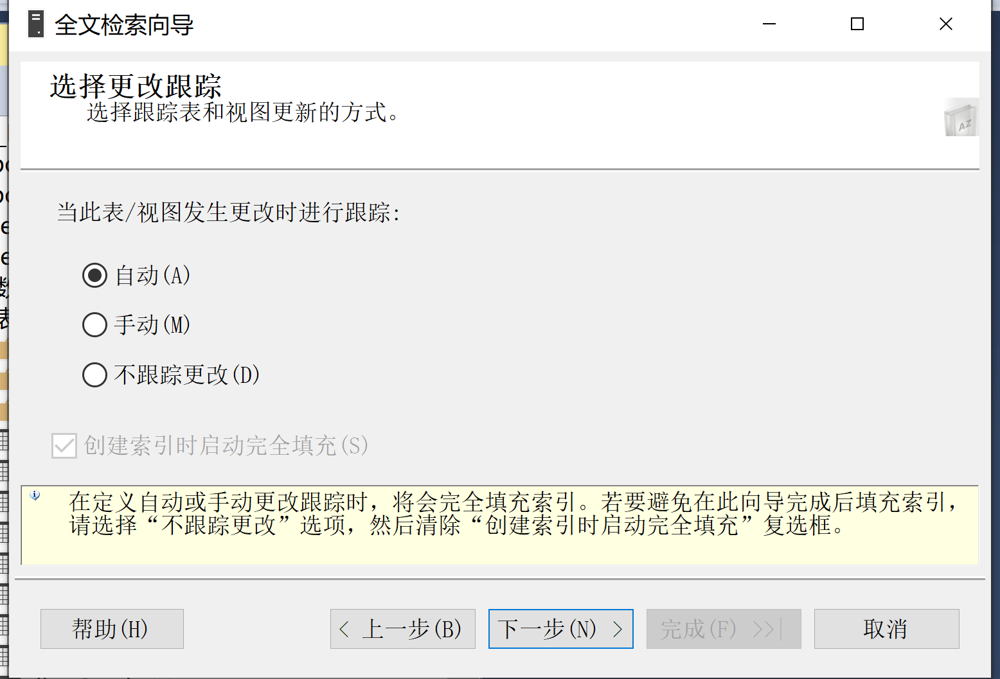 全文检索向导
选择更改跟踪
选择跟踪表和视图更新的方式。
AZ
当此表/视图发生更改时进行跟踪:
自动(A)
手动(M)
不跟踪更改(D)
创建索引时启动完全填充(S)
在定义自动或手动更改跟踪时，将会完全填充索引。若要避免在此向导完成后填充索引，
请选择“不跟踪更改”选项，然后清除“创建索引时启动完全填充”复选框。
帮助(H)
< 上一步(B)
下一步(N) >
完成(F) >>|
取消